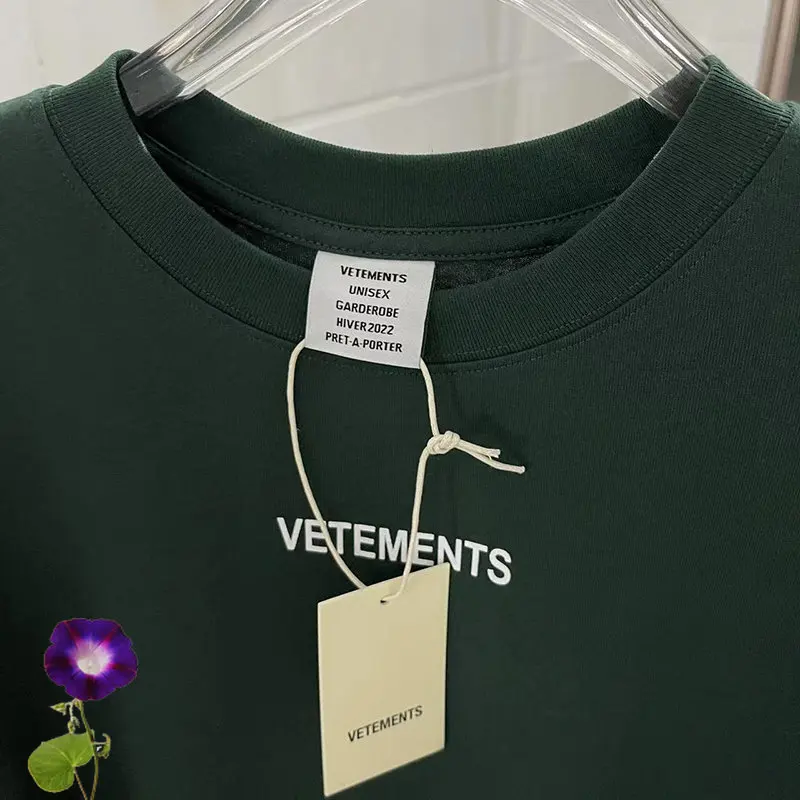 VETEMENTS
UNISEX
GARDEROBE
HIVER2022
PRET-A-PORTER
VETEMENTS
VETEMENTS